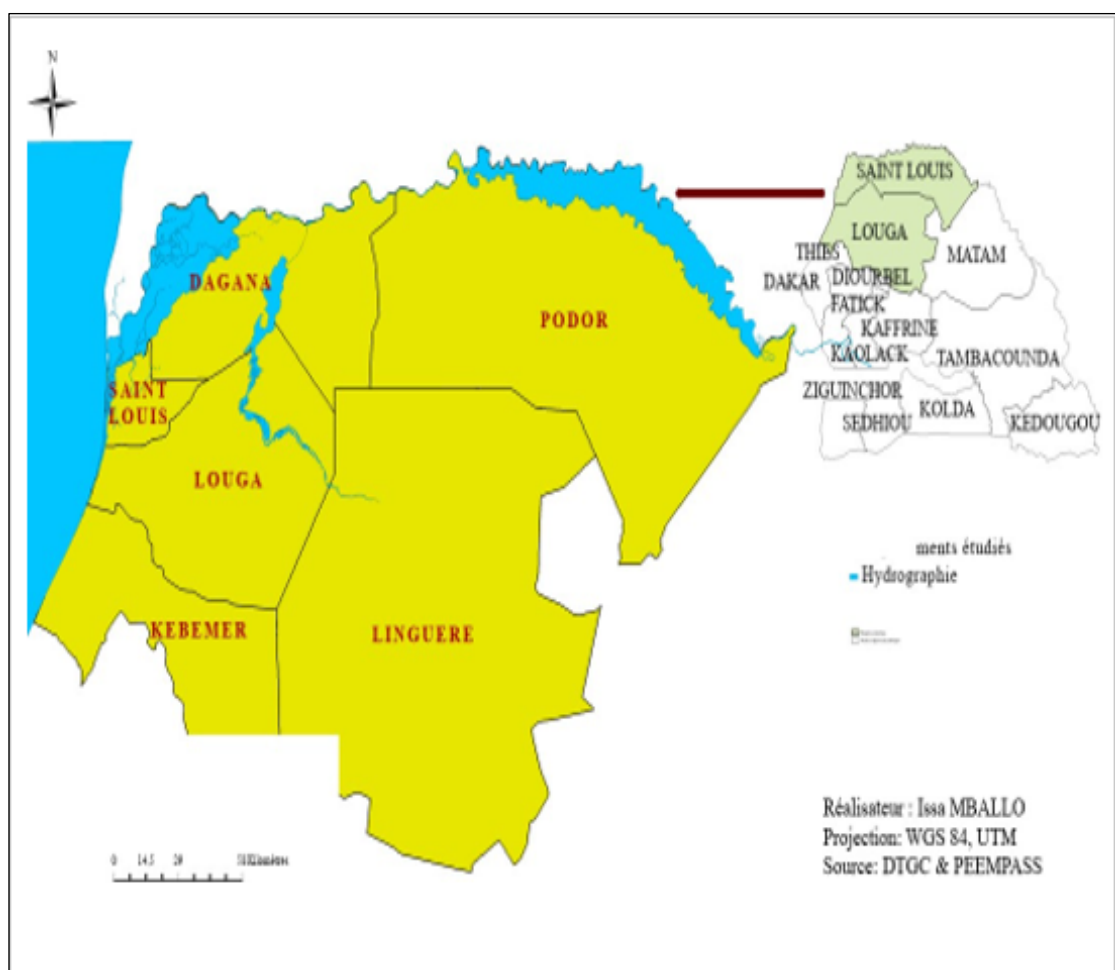 N
SAINT LOUIS
LOUGA
MATAM
THIES
DAKAR
DIOURBEL
FATICK
KAFFRINE
KAOLACK
TAMBACOUNDA
ZIGUINCHOR
KOLDA
SEDHIOU
KEDOUGOU
DAGANA
PODOR
SAINT
LOUIS
LOUGA
KEBEMER
LINGUERE
ments étudiés
Hydrographie
Réalisateur : Issa MBALLO
Projection: WGS 84, UTM
Source: DTGC & PEEMPASS
0 14.5 29